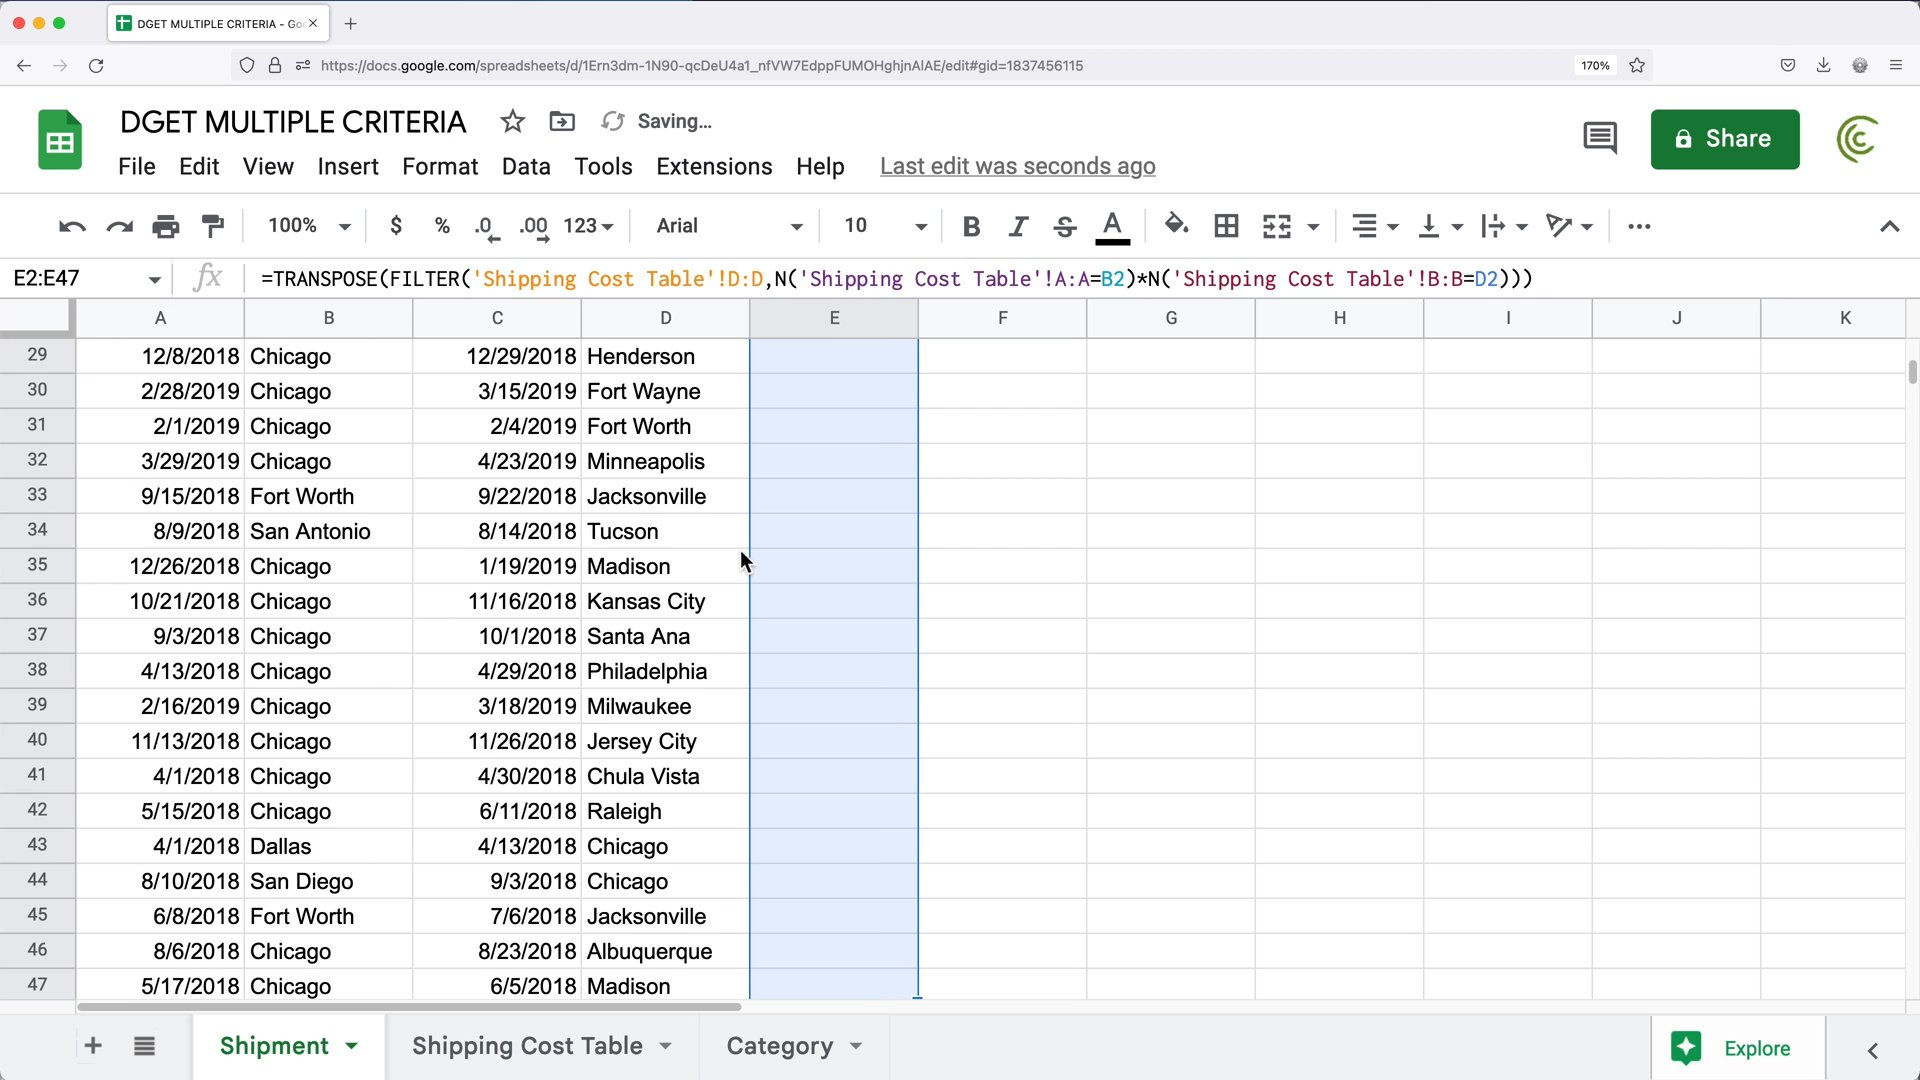 DGET MULTIPLE CRITERIA - Go
https://docs.google.com/spreadsheets/d/1Ern3dm-1N90-qcDeU4a1_nfVW7EdppFUMOHghjnAIAE/edit#gid=1837456115
170%
DGET MULTIPLE CRITERIA
Saving...
Share
File Edit View Insert Format Data Tools Extensions Help Last edit was seconds ago
100% $ % .0 .00 123 Arial 10 B I S A
E2:E47 fx =TRANSPOSE(FILTER('Shipping Cost Table'!D:D,N('Shipping Cost Table'!A:A=B2)*N('Shipping Cost Table'!B:B=D2)))
A B C D E F G H I J K
29 12/8/2018 Chicago 12/29/2018 Henderson
30 2/28/2019 Chicago 3/15/2019 Fort Wayne
31 2/1/2019 Chicago 2/4/2019 Fort Worth
32 3/29/2019 Chicago 4/23/2019 Minneapolis
33 9/15/2018 Fort Worth 9/22/2018 Jacksonville
34 8/9/2018 San Antonio 8/14/2018 Tucson
35 12/26/2018 Chicago 1/19/2019 Madison
36 10/21/2018 Chicago 11/16/2018 Kansas City
37 9/3/2018 Chicago 10/1/2018 Santa Ana
38 4/13/2018 Chicago 4/29/2018 Philadelphia
39 2/16/2019 Chicago 3/18/2019 Milwaukee
40 11/13/2018 Chicago 11/26/2018 Jersey City
41 4/1/2018 Chicago 4/30/2018 Chula Vista
42 5/15/2018 Chicago 6/11/2018 Raleigh
43 4/1/2018 Dallas 4/13/2018 Chicago
44 8/10/2018 San Diego 9/3/2018 Chicago
45 6/8/2018 Fort Worth 7/6/2018 Jacksonville
46 8/6/2018 Chicago 8/23/2018 Albuquerque
47 5/17/2018 Chicago 6/5/2018 Madison
Shipment Shipping Cost Table Category Explore